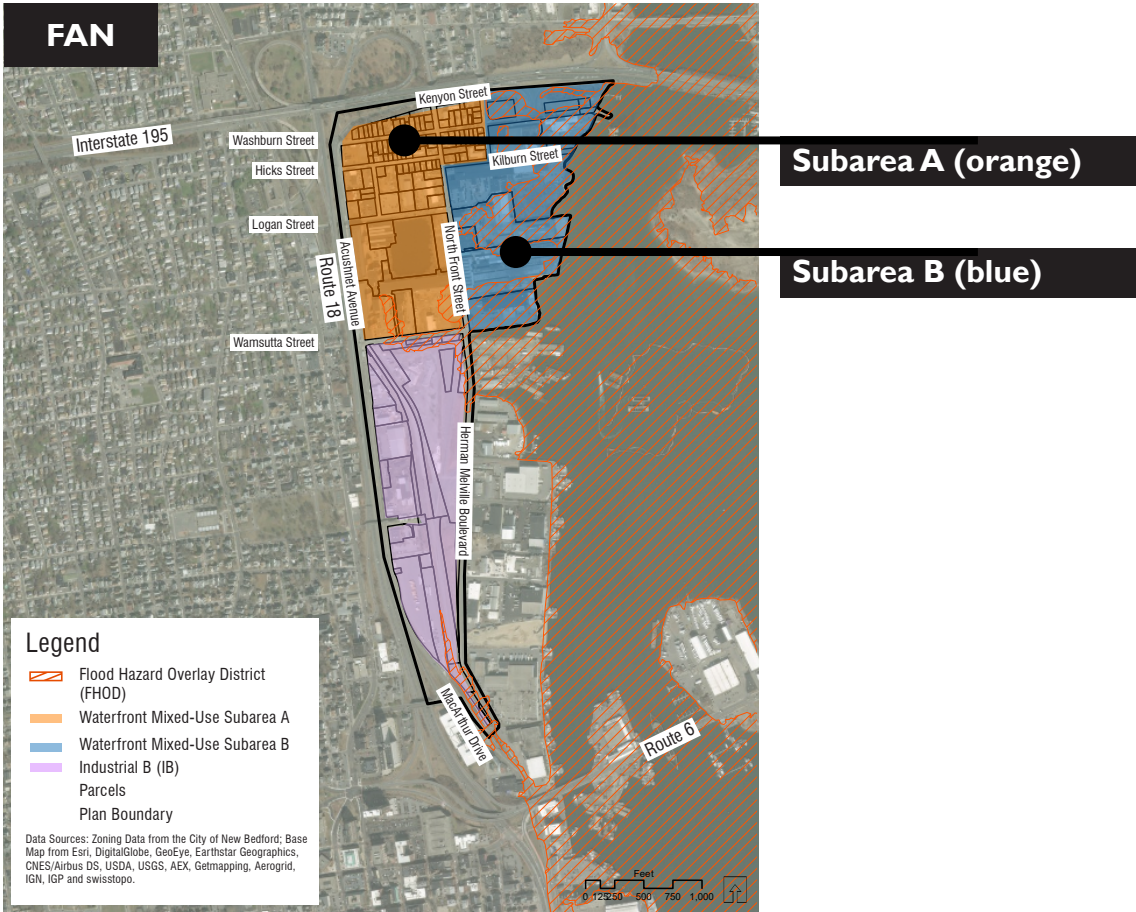 FAN
Kenyon Street
Interstate 195
Washburn Street
Subarea A (orange)
Kilburn Street
Hicks Street
Logan Street
North Front Street
Acushnet Avenue
Route 18
Subarea B (blue)
Wamsutta Street
Herman Melville Boulevard
MacArthur Drive
Route 6
Legend
Flood Hazard Overlay District
(FHOD)
Waterfront Mixed-Use Subarea A
Waterfront Mixed-Use Subarea B
Industrial B (IB)
Parcels
Plan Boundary
Data Sources: Zoning Data from the City of New Bedford; Base
Map from Esri, DigitalGlobe, GeoEye, Earthstar Geographics,
CNES/Airbus DS, USDA, USGS, AEX, Getmapping, Aerogrid,
IGN, IGP and swisstopo.
Feet
0 125250 500 750 1,000